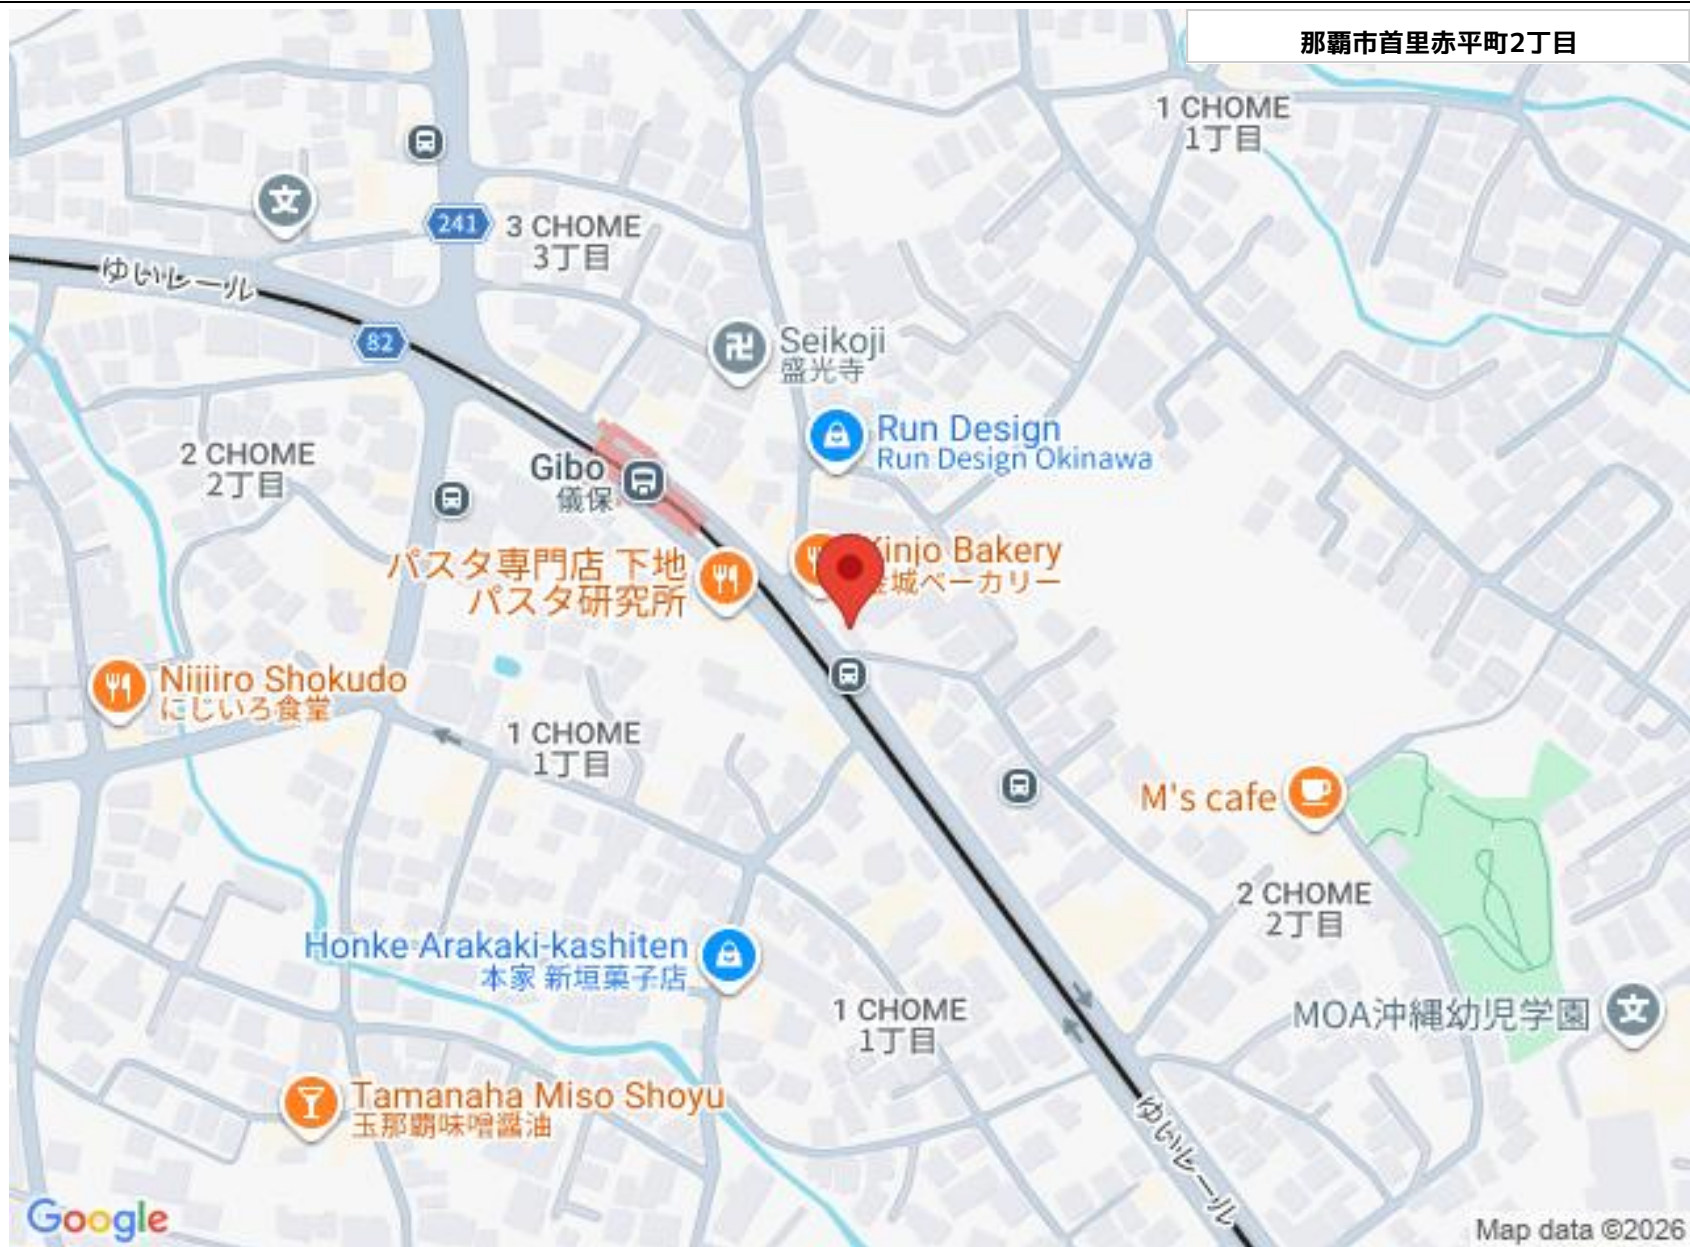 那覇市首里赤平町2丁目
1 CHOME
1丁目
241
3 CHOME
3丁目
ゆいレール
82
Seikoji
盛光寺
Run Design
Run Design Okinawa
2 CHOME
2丁目
Gibo
儀保
パスタ専門店 下地
パスタ研究所
Bakery
城ベーカリー
Nijiiro Shokudo
にじいろ食堂
1 CHOME
1丁目
M's cafe
2 CHOME
2丁目
Honke Arakaki-kashiten
本家 新垣菓子店
1 CHOME
1丁目
MOA沖縄幼児学園
Tamanaha Miso Shoyu
玉那覇味噌醤油
ゆいレール
Google
Map data ©2026